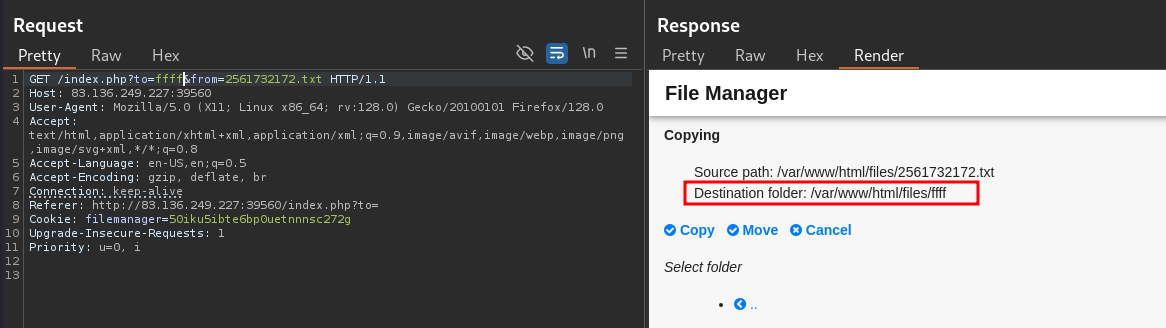 Request
Pretty Raw Hex \n
1 GET /index.php?to=ffff&from=2561732172.txt HTTP/1.1
2 Host: 83.136.249.227:39560
3 User-Agent: Mozilla/5.0 (X11; Linux x86_64; rv:128.0) Gecko/20100101 Firefox/128.0
4 Accept:
text/html,application/xhtml+xml,application/xml;q=0.9,image/avif,image/webp,image/png
,image/svg+xml,*/*;q=0.8
5 Accept-Language: en-US,en;q=0.5
6 Accept-Encoding: gzip, deflate, br
7 Connection: keep-alive
8 Referer: http://83.136.249.227:39560/index.php?to=
9 Cookie: filemanager=50iku5ibte6bp0uetnnnsc272g
10 Upgrade-Insecure-Requests: 1
11 Priority: u=0, i
12
13
Response
Pretty Raw Render
File Manager
Copying
Source path: /var/www/html/files/2561732172.txt
Destination folder: /var/www/html/files/ffff
Copy Move Cancel
Select folder
• ..